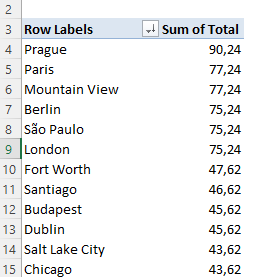 2
3 Row Labels Sum of Total
4 Prague 90,24
5 Paris 77,24
6 Mountain View 77,24
7 Berlin 75,24
8 São Paulo 75,24
9 London 75,24
10 Fort Worth 47,62
11 Santiago 46,62
12 Budapest 45,62
13 Dublin 45,62
14 Salt Lake City 43,62
15 Chicago 43,62